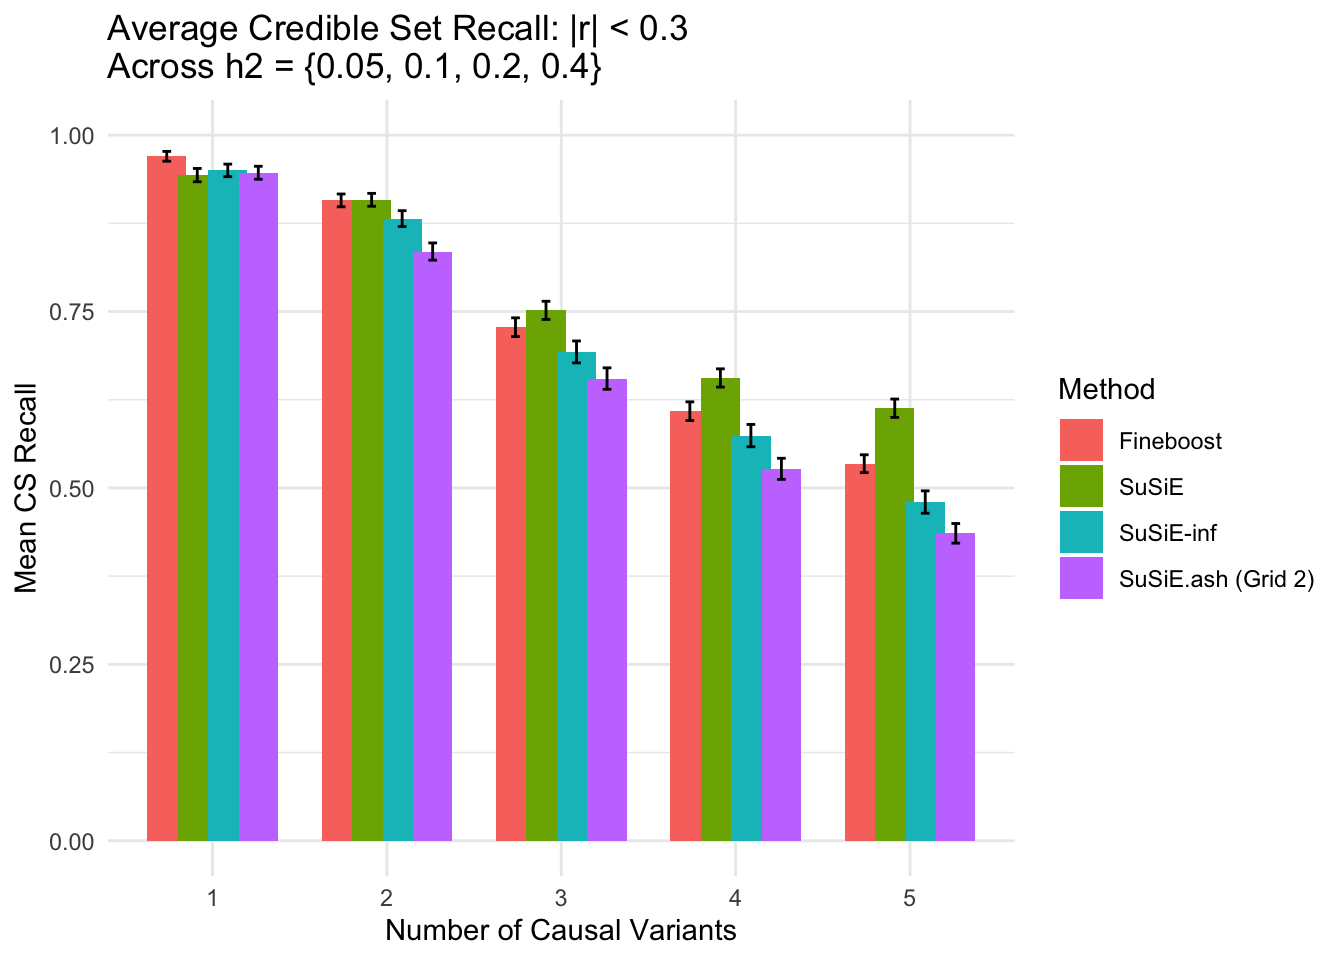 Average Credible Set Recall: |r| < 0.3
Across h2 = {0.05, 0.1, 0.2, 0.4}
1.00
0.75
0.50
0.25
0.00
Mean CS Recall
1 2 3 4 5
Number of Causal Variants
Method
Fineboost
SuSiE
SuSiE-inf
SuSiE.ash (Grid 2)